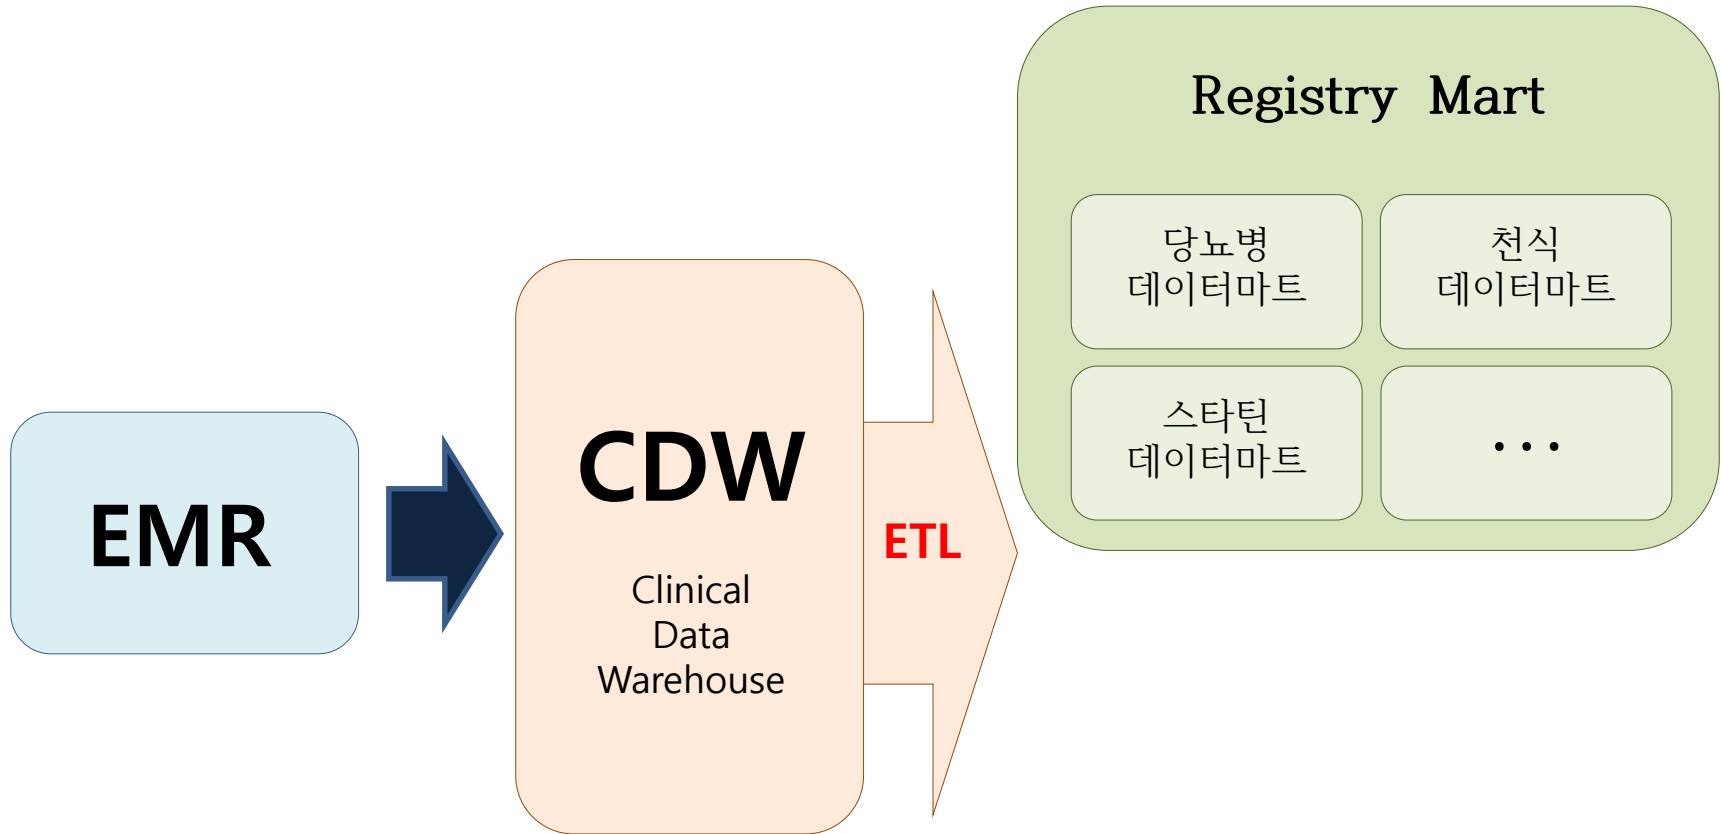 EMR
CDW
Clinical
Data
Warehouse
ETL
Registry Mart
당뇨병
데이터마트
천식
데이터마트
스타틴
데이터마트
...